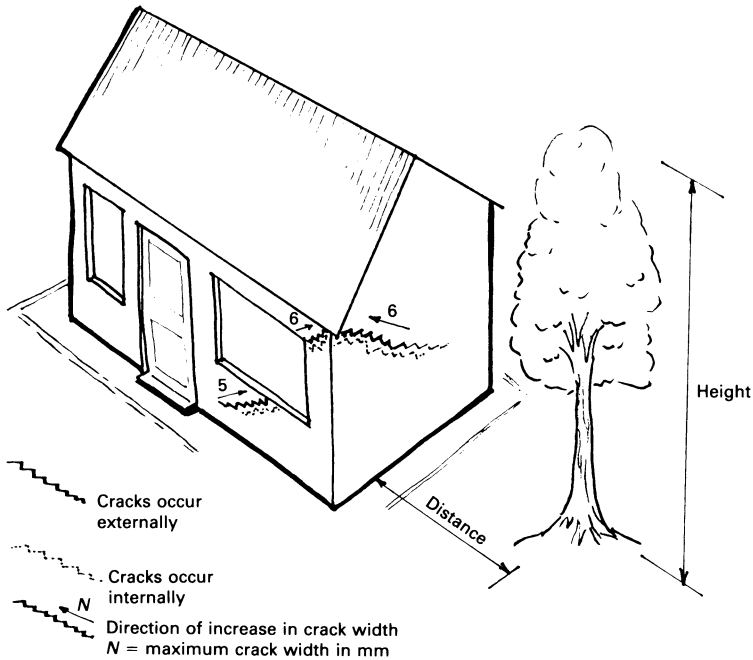 6
6
5
Height
Distance
Cracks occur
externally
Cracks occur
internally
N
Direction of increase in crack width
N = maximum crack width in mm